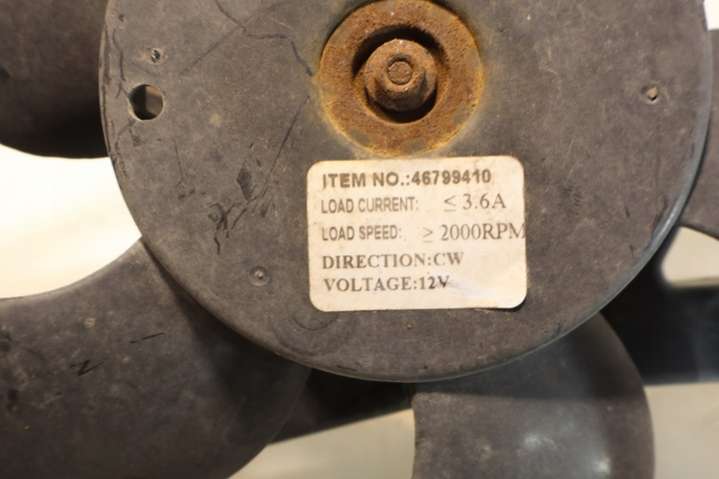 ITEM NO.:46799410
LOAD CURRENT: ≤ 3.6A
LOAD SPEED: ≥ 2000RPM
DIRECTION:CW
VOLTAGE:12V